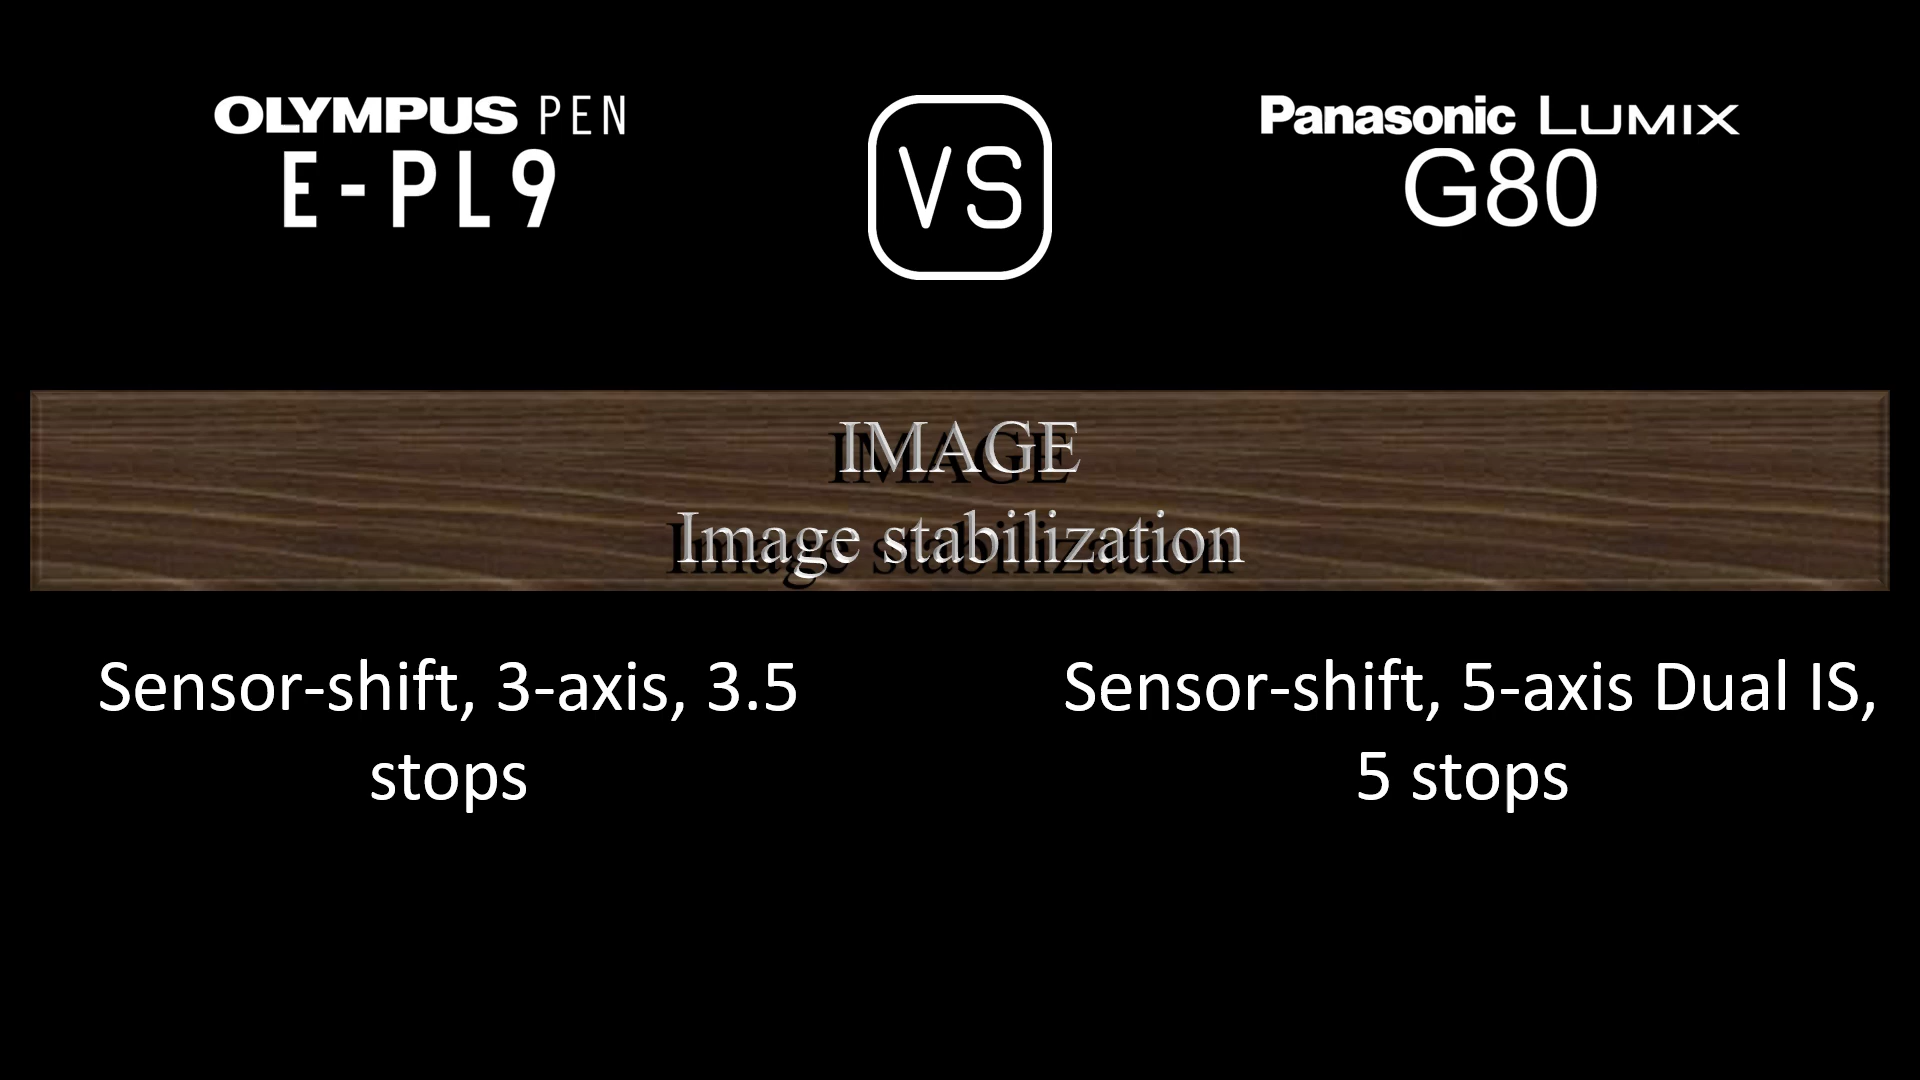 OLYMPUS PEN
E-PL9
VS
Panasonic LUMIX
G80
IMAGE
Image stabilization
Sensor-shift, 3-axis, 3.5
stops
Sensor-shift, 5-axis Dual IS,
5 stops